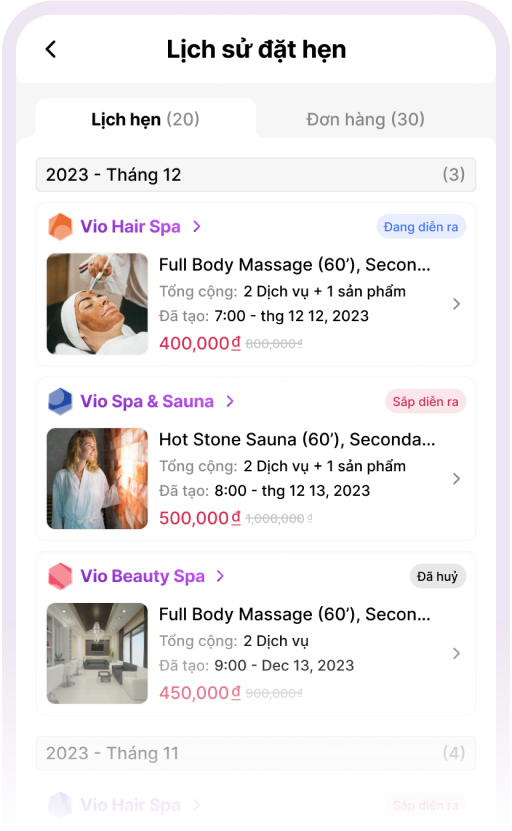 Lịch sử đặt hẹn
Lịch hẹn (20)
Đơn hàng (30)
2023 - Tháng 12 (3)
Vio Hair Spa
Đang diễn ra
Full Body Massage (60’), Secon...
Tổng cộng: 2 Dịch vụ + 1 sản phẩm
Đã tạo: 7:00 - thg 12 12, 2023
400,000₫ 800,000₫
Vio Spa & Sauna
Sắp diễn ra
Hot Stone Sauna (60’), Seconda...
Tổng cộng: 2 Dịch vụ + 1 sản phẩm
Đã tạo: 8:00 - thg 12 13, 2023
500,000₫ 1,000,000 ₫
Vio Beauty Spa
Đã huỷ
Full Body Massage (60’), Secon...
Tổng cộng: 2 Dịch vụ
Đã tạo: 9:00 - Dec 13, 2023
450,000₫ 900,000₫
2023 - Tháng 11 (4)
Vio Hair Spa
Sắp diễn ra